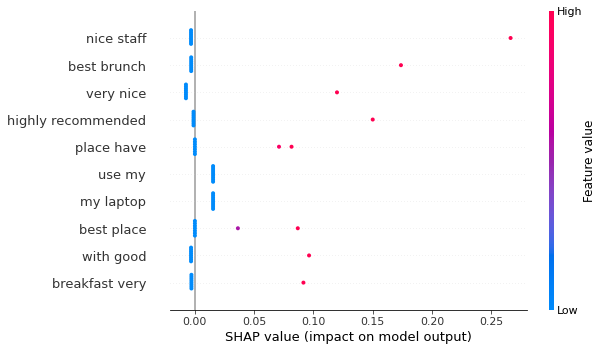 High
nice staff
best brunch
very nice
highly recommended
place have
use my
my laptop
best place
with good
breakfast very
Feature value
Low
0.00 0.05 0.10 0.15 0.20 0.25
SHAP value (impact on model output)